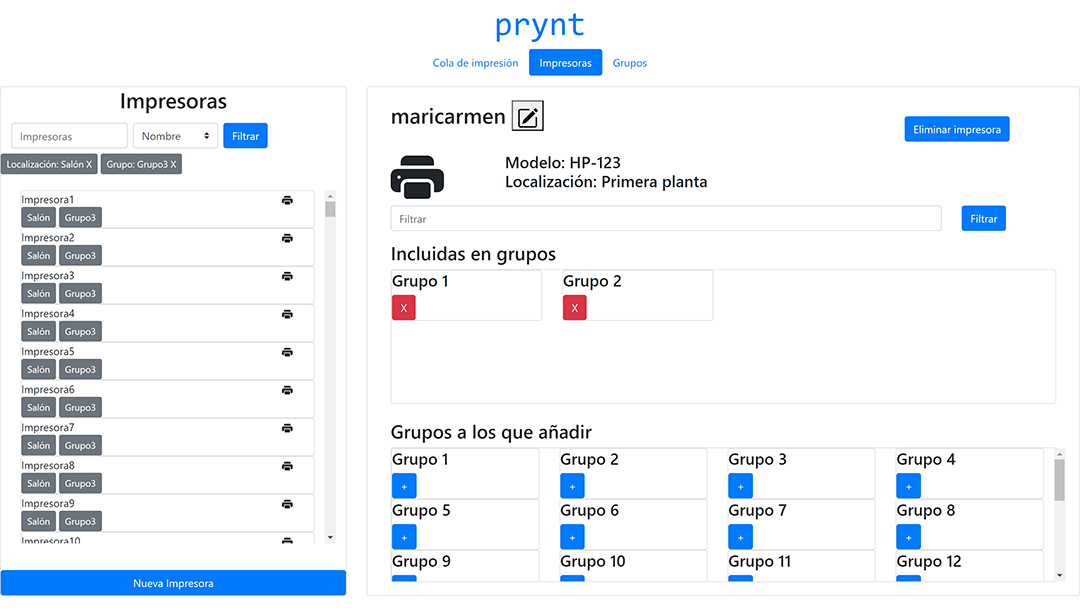 prynt
Cola de impresión Impresoras Grupos
Impresoras
Impresoras Nombre Filtrar
Localización: Salón X Grupo: Grupo3 X
Impresora1
Salón Grupo3
Impresora2
Salón Grupo3
Impresora3
Salón Grupo3
Impresora4
Salón Grupo3
Impresora5
Salón Grupo3
Impresora6
Salón Grupo3
Impresora7
Salón Grupo3
Impresora8
Salón Grupo3
Impresora9
Salón Grupo3
Impresora10
Nueva Impresora
maricarmen
Eliminar impresora
Modelo: HP-123
Localización: Primera planta
Filtrar Filtrar
Incluidas en grupos
Grupo 1 Grupo 2
X X
Grupos a los que añadir
Grupo 1 Grupo 2 Grupo 3 Grupo 4
+ + + +
Grupo 5 Grupo 6 Grupo 7 Grupo 8
+ + + +
Grupo 9 Grupo 10 Grupo 11 Grupo 12